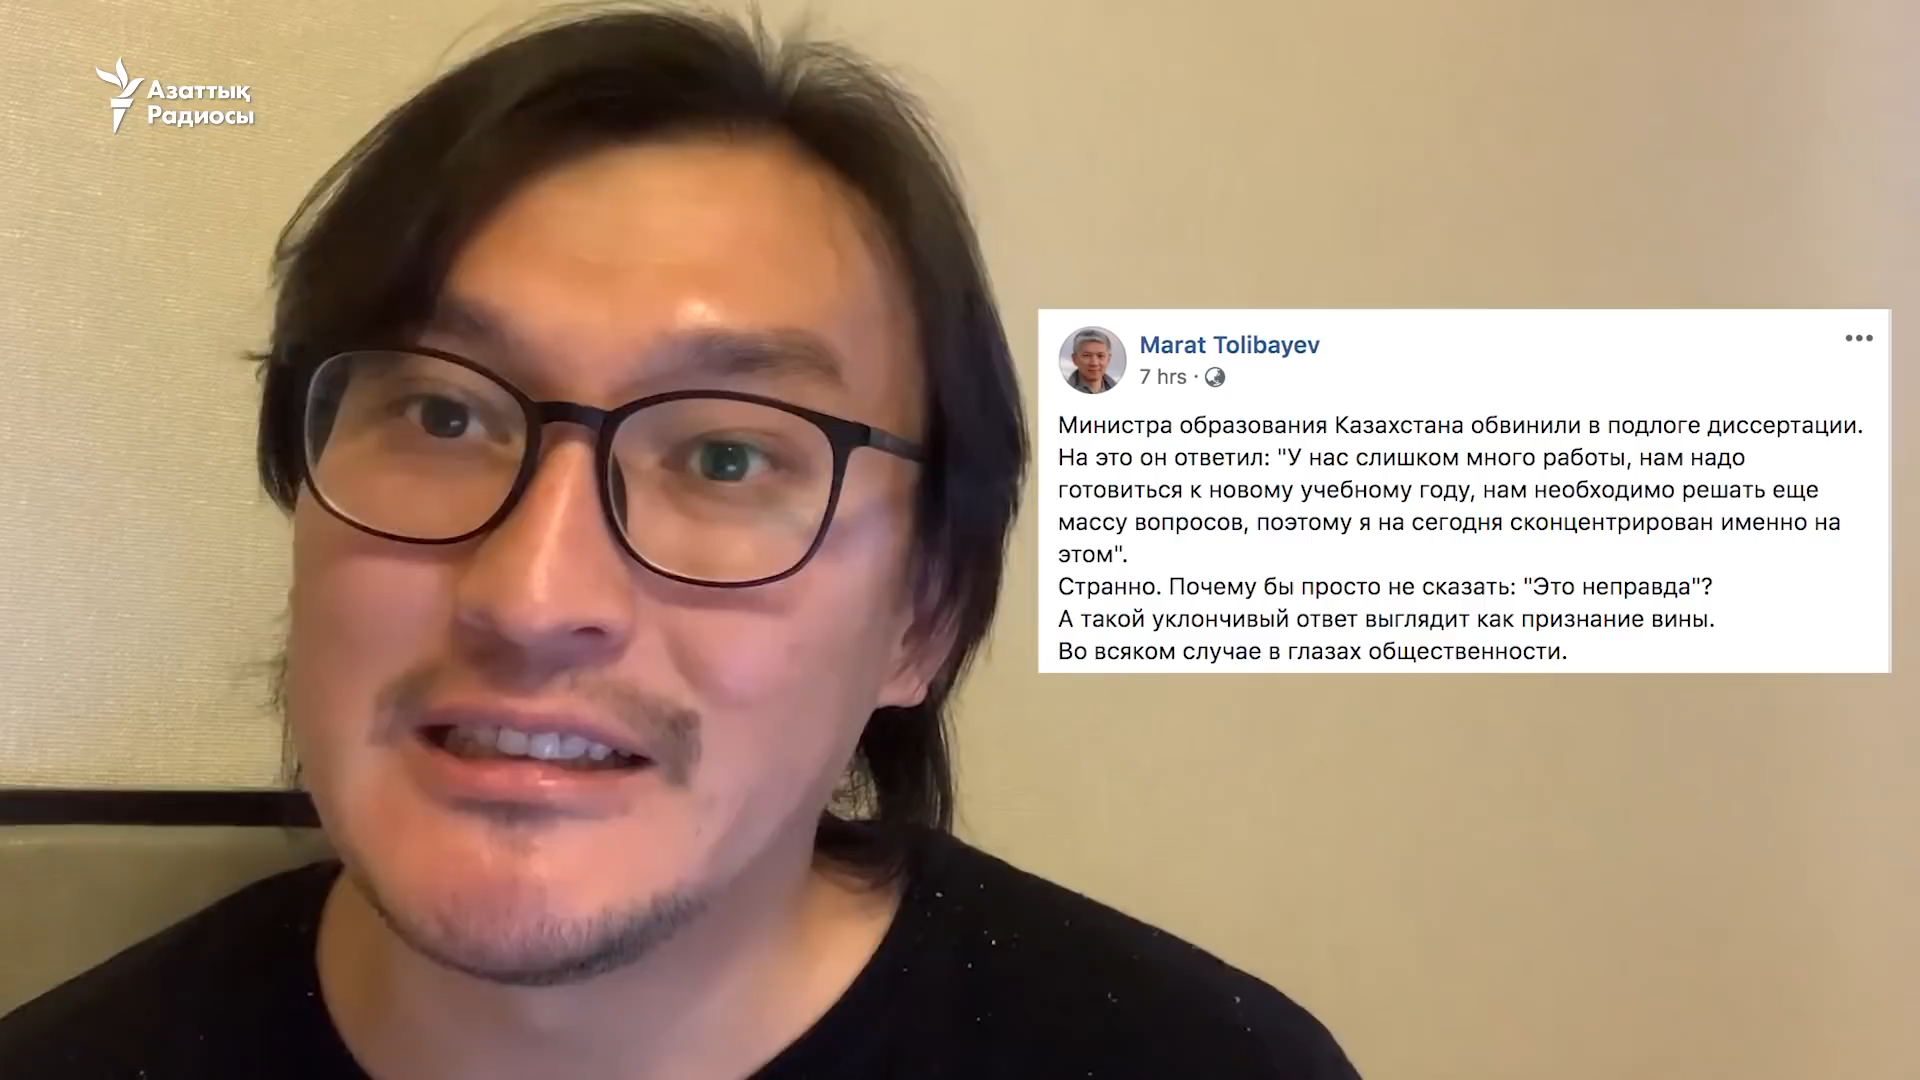 Азаттық
Радиосы
Marat Tolibayev
7 hrs ·
Министра образования Казахстана обвинили в подлоге диссертации.
На это он ответил: "У нас слишком много работы, нам надо
готовиться к новому учебному году, нам необходимо решать еще
массу вопросов, поэтому я на сегодня сконцентрирован именно на
этом".
Странно. Почему бы просто не сказать: "Это неправда"?
А такой уклончивый ответ выглядит как признание вины.
Во всяком случае в глазах общественности.